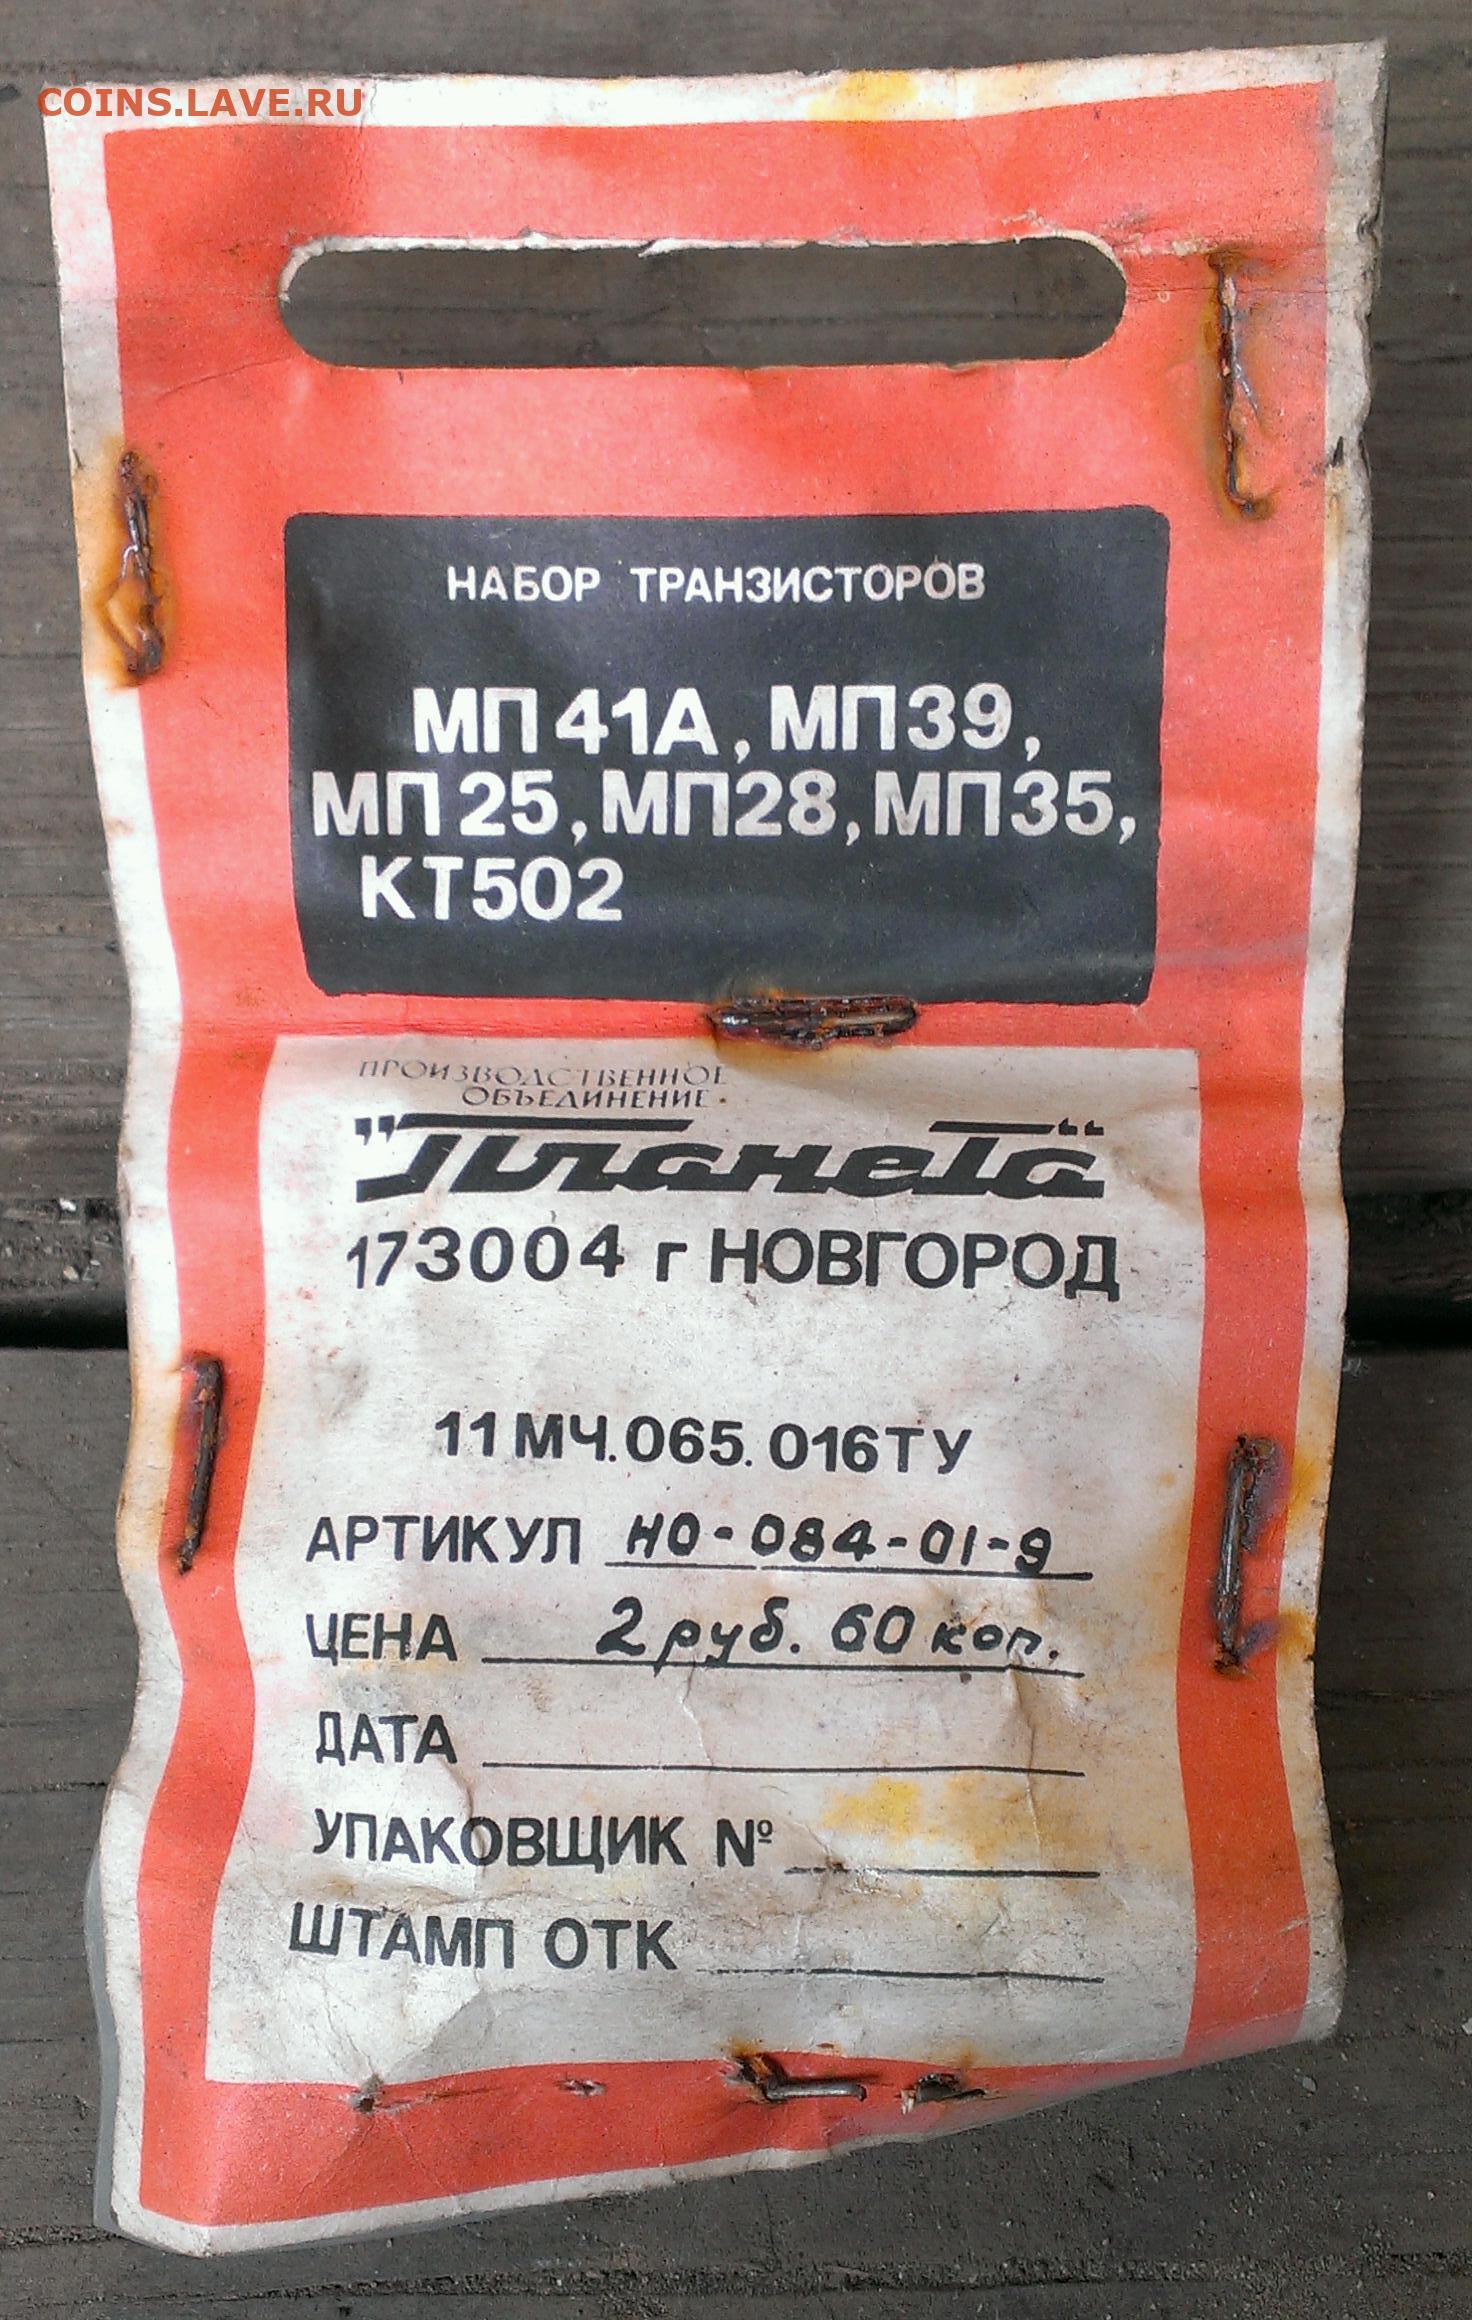 COINS.LAVE.RU
НАБОР ТРАНЗИСТОРОВ
МП 41А, МП39,
МП 25, МП28, МП35,
КТ502
ПРОИЗВОДСТВЕННОЕ
ОБЪЕДИНЕНИЕ
"Планета"
173004 г НОВГОРОД
11 МЧ.065.016ТУ
АРТИКУЛ НО-084-01-9
ЦЕНА 2 руб. 60 коп.
ДАТА
УПАКОВЩИК №
ШТАМП ОТК